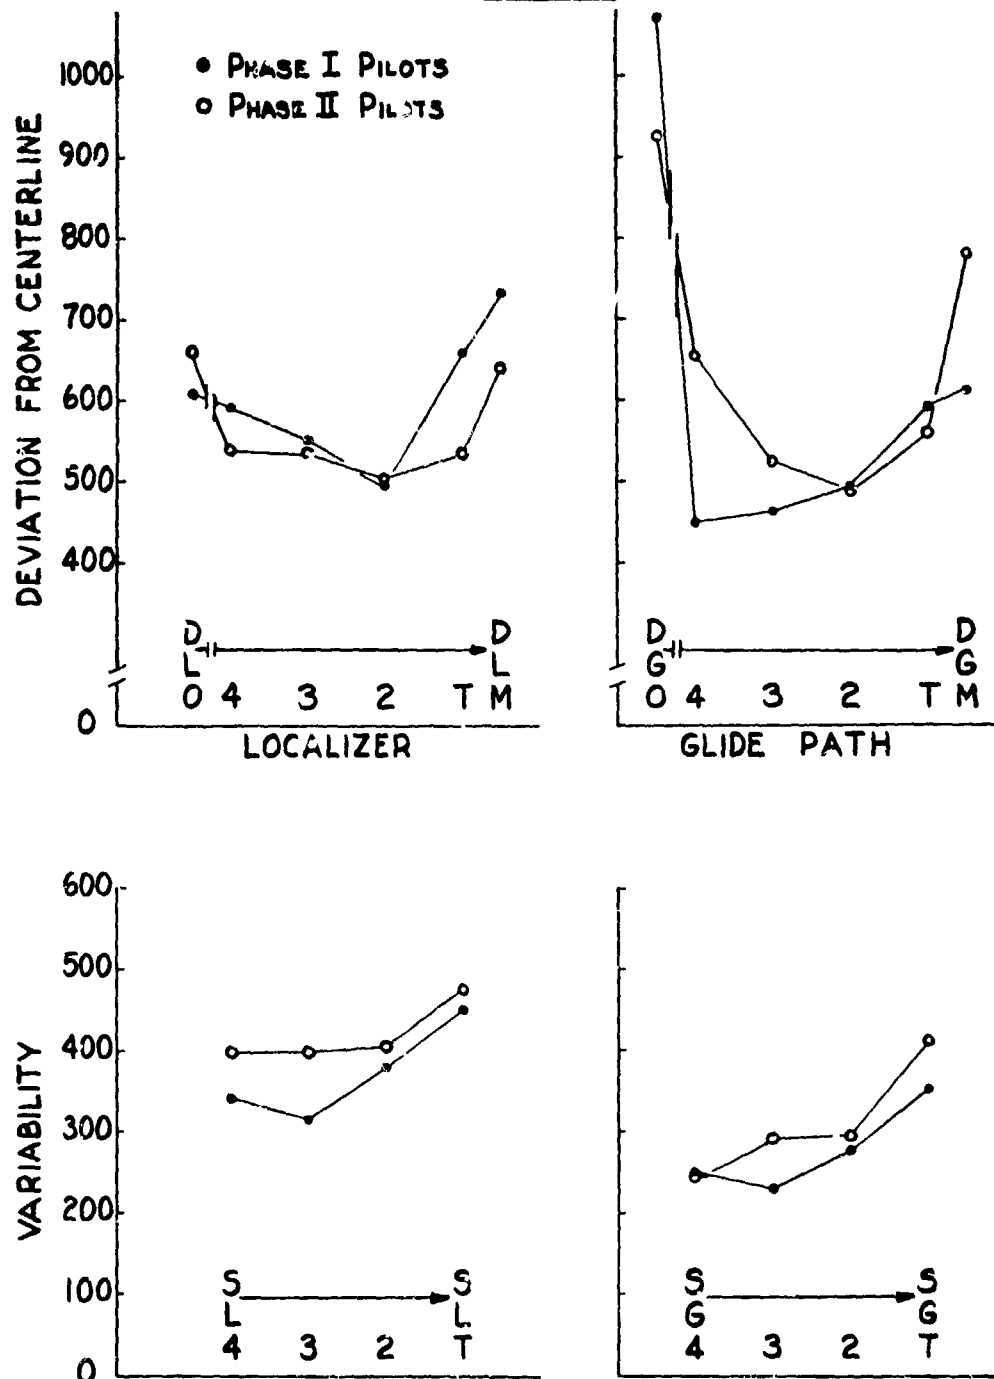 ● PHASE I PILOTS
○ PHASE II PILOTS
DEVIATION FROM CENTERLINE
1000
900
800
700
600
500
400
0
D L O
4
3
2
T
D L M
LOCALIZER
D G O
4
3
2
T
D G M
GLIDE PATH
VARIABILITY
600
500
400
300
200
100
0
S L 4
3
2
S L T
S G 4
3
2
S G T